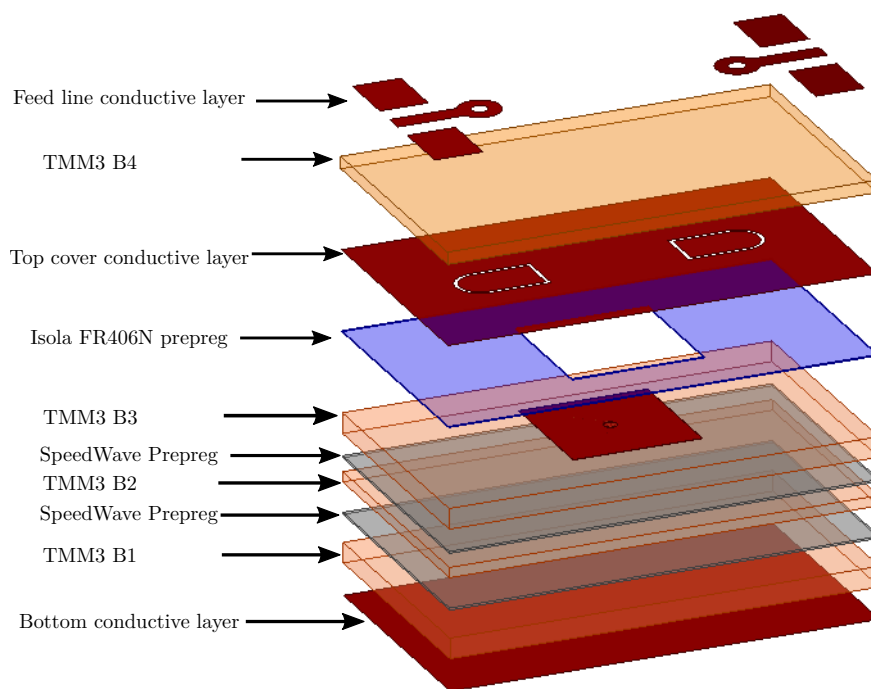 Feed line conductive layer
TMM3 B4
Top cover conductive layer
Isola FR406N prepreg
TMM3 B3
SpeedWave Prepreg
TMM3 B2
SpeedWave Prepreg
TMM3 B1
Bottom conductive layer